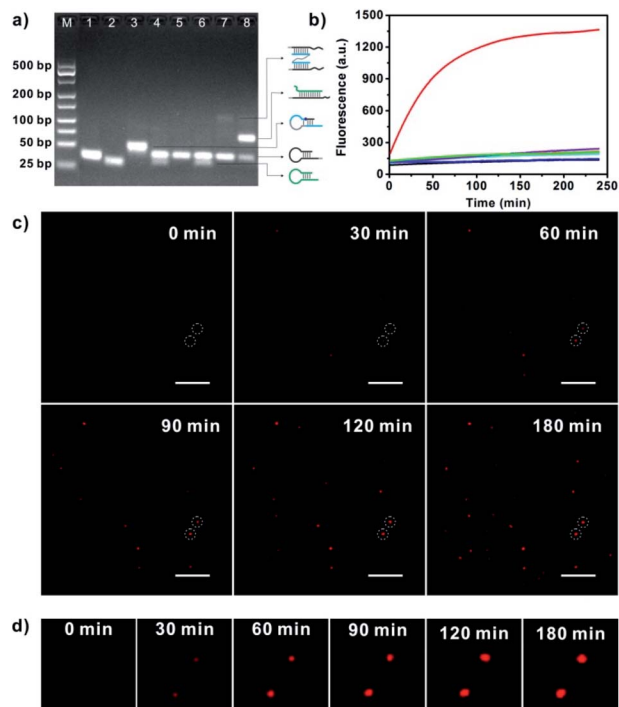 a)
M 1 2 3 4 5 6 7 8
500 bp
200 bp
100 bp
50 bp
25 bp
b)
Fluorescence (a.u.)
1500
1200
900
600
300
0
0 50 100 150 200 250
Time (min)
c)
0 min 30 min 60 min
90 min 120 min 180 min
d)
0 min 30 min 60 min 90 min 120 min 180 min